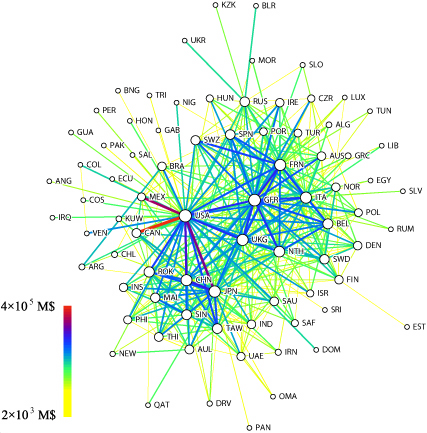 KZK
BLR
UKR
MOR
SLO
BNG
TRI
NIG
HUN
RUS
IRE
CZR
LUX
TUN
PER
HON
GAB
SWZ
SPN
POR
TUR
ALG
LIB
GUA
PAK
SAL
BRA
FRN
AUS
GRC
COL
ECU
EGY
ANG
COS
MEX
GER
ITA
NOR
SLV
IRQ
KUW
USA
POL
VEN
CAN
BEL
RUM
CHL
UKG
NTH
DEN
ARG
ROK
CHN
SWD
FIN
INS
MAL
JPN
ISR
SAU
SRI
4×10⁵ M$
PHI
SIN
TAW
IND
SAF
EST
THI
NEW
AUL
UAE
IRN
DOM
2×10³ M$
QAT
DRV
OMA
PAN